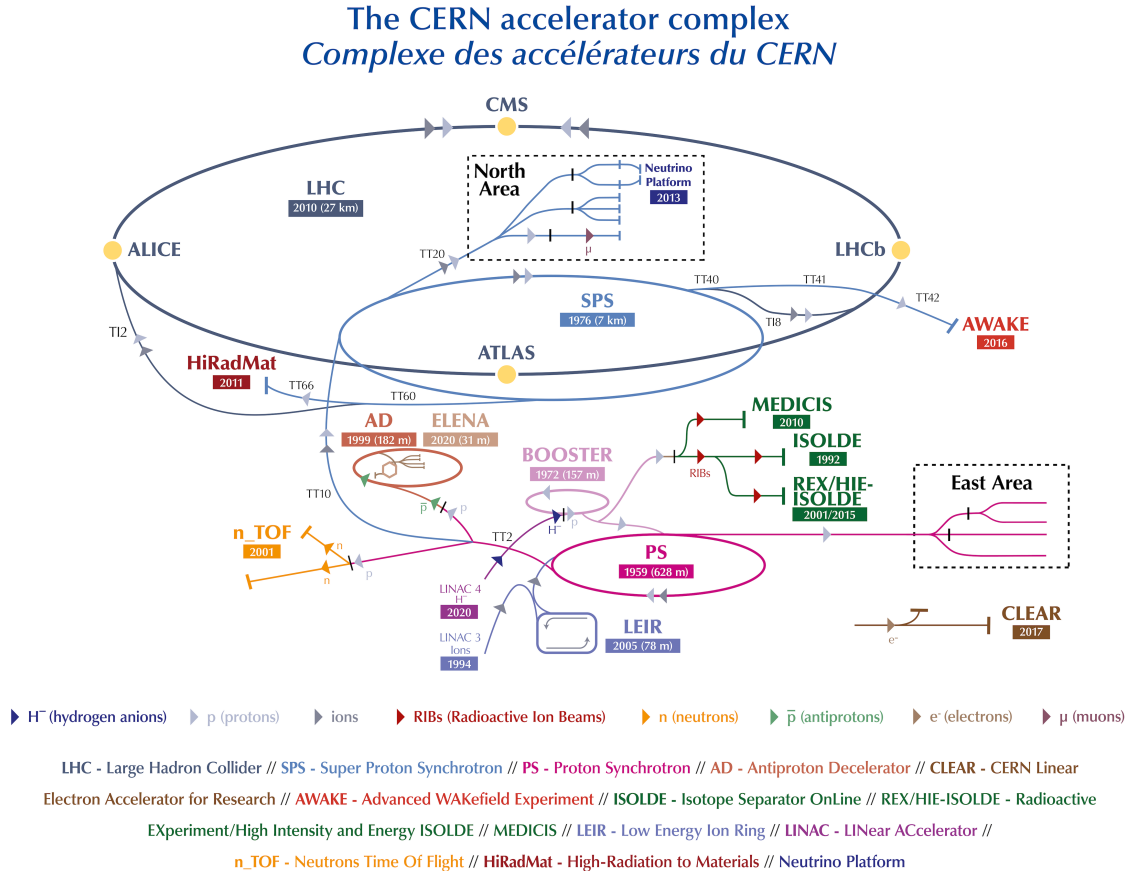 The CERN accelerator complex
Complexe des accélérateurs du CERN
CMS
North
Area
Neutrino
Platform
2013
LHC
2010 (27 km)
μ
ALICE
LHCb
TT20
TT40
TT41
TT42
SPS
1976 (7 km)
TI8
TI2
AWAKE
2016
ATLAS
HiRadMat
2011
TT66
TT60
AD
1999 (182 m)
ELENA
2020 (31 m)
MEDICIS
2010
ISOLDE
1992
BOOSTER
1972 (157 m)
RIBs
REX/HIE-
ISOLDE
2001/2015
East Area
TT10
p̅
p
H⁻
p
n_TOF
2001
n
n
p
TT2
PS
1959 (628 m)
LINAC 4
H⁻
2020
LINAC 3
Ions
1994
LEIR
2005 (78 m)
CLEAR
2017
e-
H⁻ (hydrogen anions)
p (protons)
ions
RIBs (Radioactive Ion Beams)
n (neutrons)
p̅ (antiprotons)
e- (electrons)
μ (muons)
LHC - Large Hadron Collider // SPS - Super Proton Synchrotron // PS - Proton Synchrotron // AD - Antiproton Decelerator // CLEAR - CERN Linear
Electron Accelerator for Research // AWAKE - Advanced WAKefield Experiment // ISOLDE - Isotope Separator OnLine // REX/HIE-ISOLDE - Radioactive
EXperiment/High Intensity and Energy ISOLDE // MEDICIS // LEIR - Low Energy Ion Ring // LINAC - LINear ACcelerator //
n_TOF - Neutrons Time Of Flight // HiRadMat - High-Radiation to Materials // Neutrino Platform